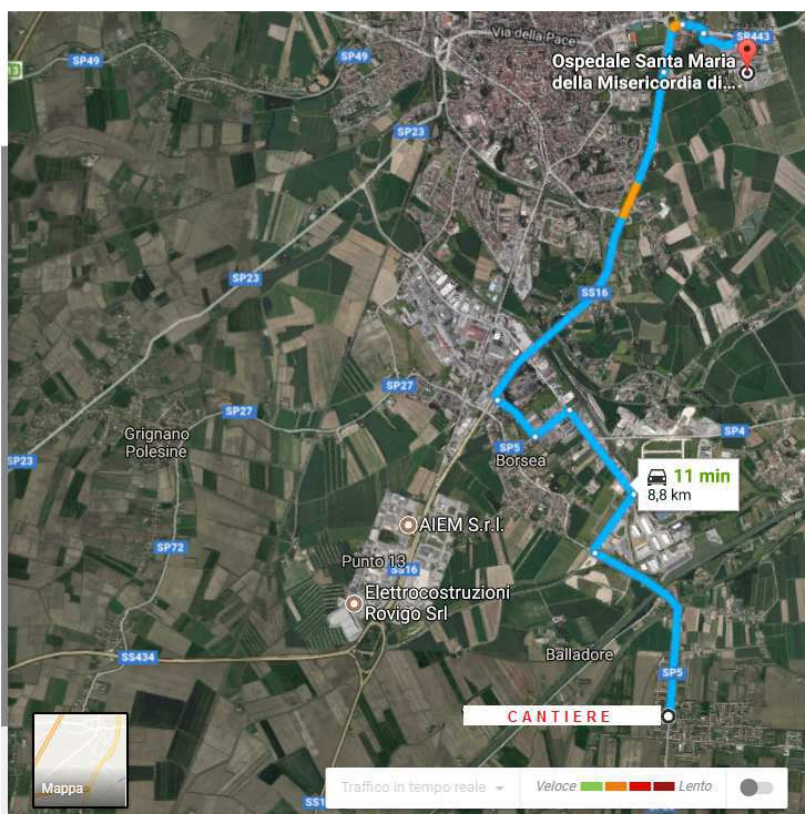 SP49
SP49
Via della Pace
SR443
Ospedale Santa Maria
della Misericordia di...
13
SP23
SP23
SS16
SP27
SP27
Grignano
Polesine
SP23
SP5
SP4
Borsea
11 min
8,8 km
AIEM S.r.l.
SP72
Punto 13
SS16
Elettrocostruzioni
Rovigo Srl
SS434
Balladore
SP5
CANTIERE
Mappa
Traffico in tempo reale
Veloce
Lento